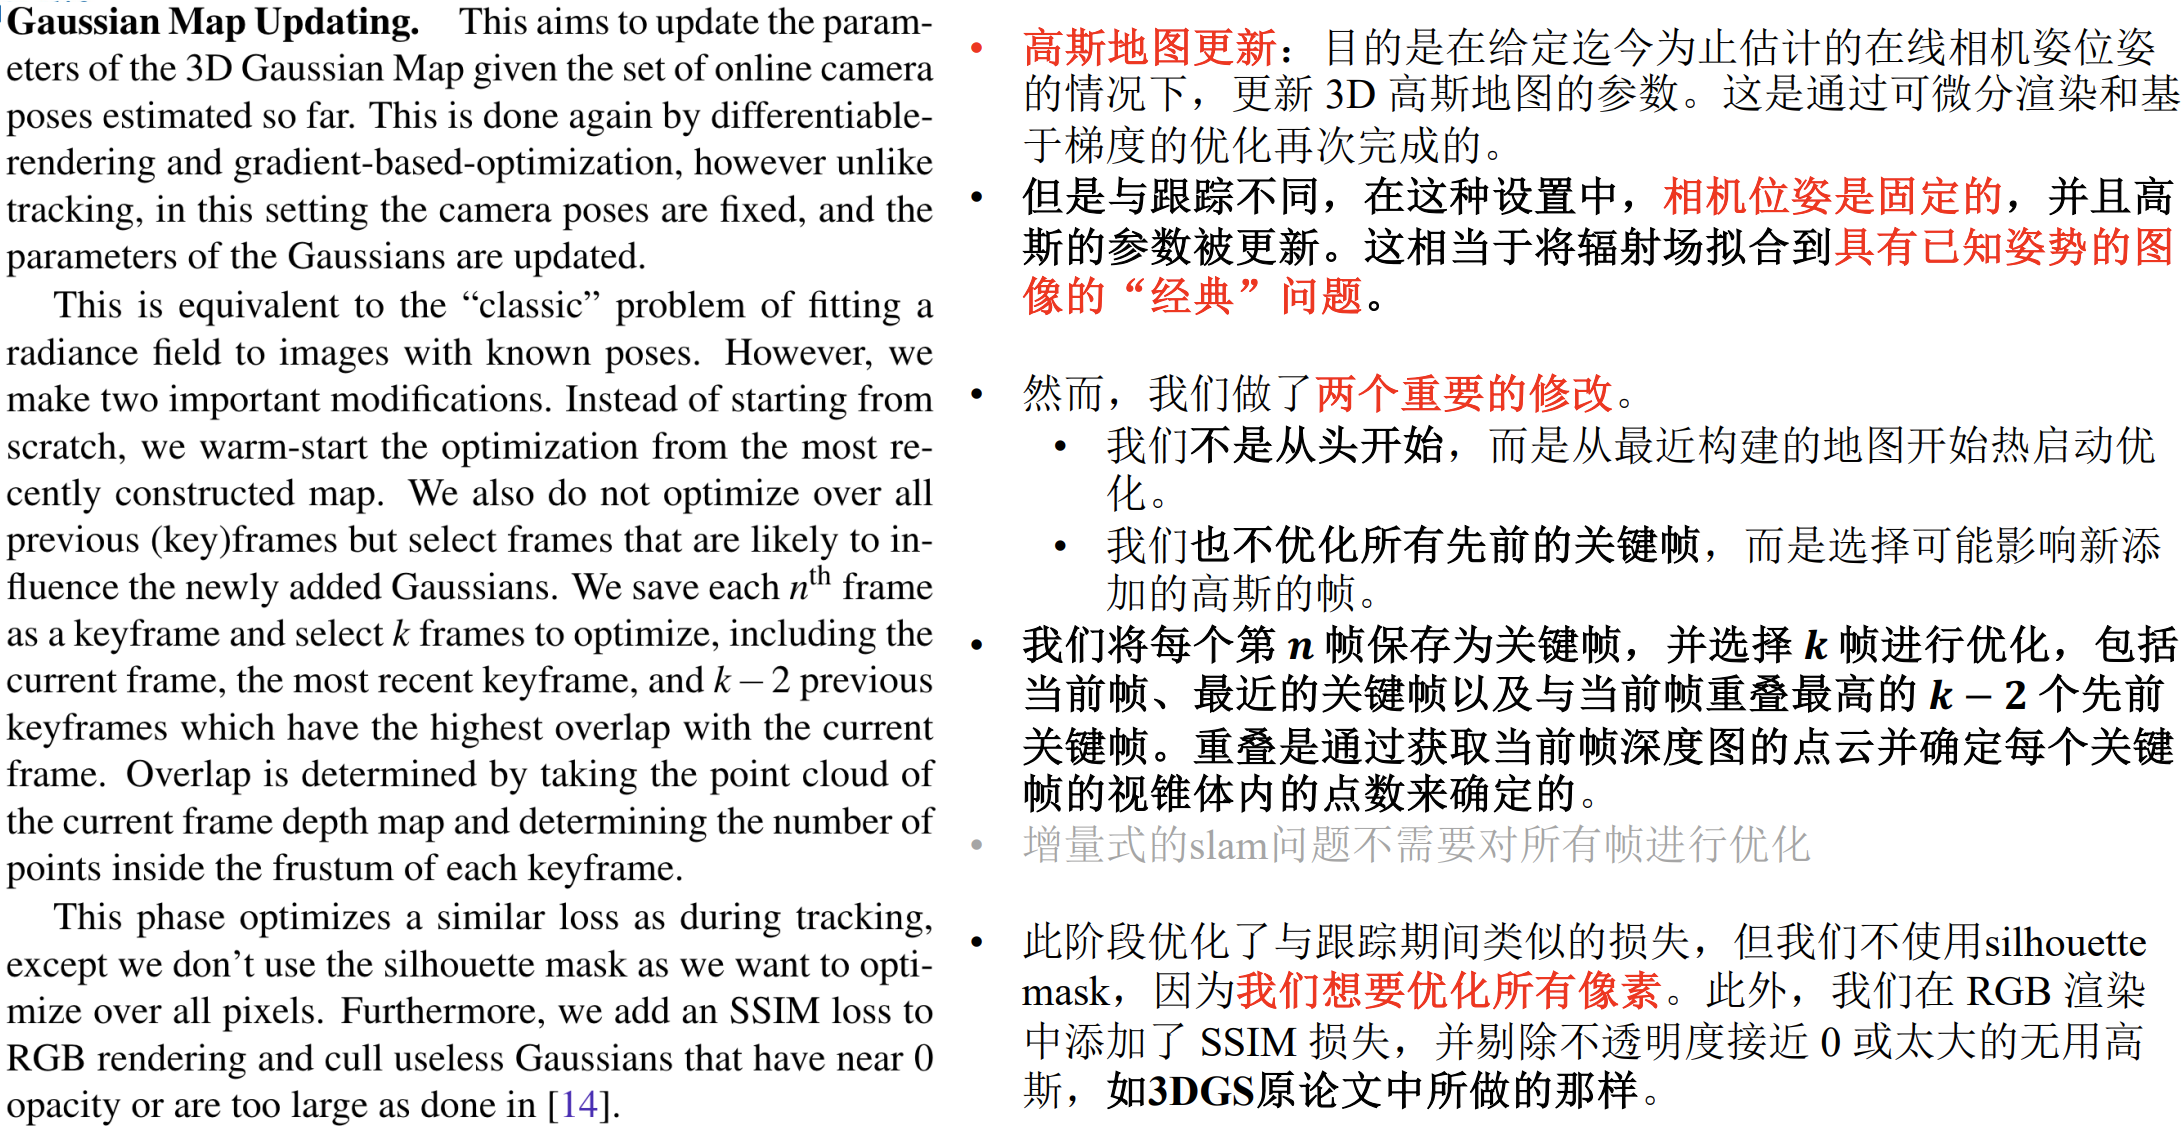 Gaussian Map Updating. This aims to update the param-
eters of the 3D Gaussian Map given the set of online camera
poses estimated so far. This is done again by differentiable-
rendering and gradient-based-optimization, however unlike
tracking, in this setting the camera poses are fixed, and the
parameters of the Gaussians are updated.
This is equivalent to the “classic” problem of fitting a
radiance field to images with known poses. However, we
make two important modifications. Instead of starting from
scratch, we warm-start the optimization from the most re-
cently constructed map. We also do not optimize over all
previous (key)frames but select frames that are likely to in-
fluence the newly added Gaussians. We save each nth frame
as a keyframe and select k frames to optimize, including the
current frame, the most recent keyframe, and k − 2 previous
keyframes which have the highest overlap with the current
frame. Overlap is determined by taking the point cloud of
the current frame depth map and determining the number of
points inside the frustum of each keyframe.
This phase optimizes a similar loss as during tracking,
except we don’t use the silhouette mask as we want to opti-
mize over all pixels. Furthermore, we add an SSIM loss to
RGB rendering and cull useless Gaussians that have near 0
opacity or are too large as done in [14].
• 高斯地图更新：目的是在给定迄今为止估计的在线相机姿位姿
的情况下，更新 3D 高斯地图的参数。这是通过可微分渲染和基
于梯度的优化再次完成的。
• 但是与跟踪不同，在这种设置中，相机位姿是固定的，并且高
斯的参数被更新。这相当于将辐射场拟合到具有已知姿势的图
像的“经典”问题。
• 然而，我们做了两个重要的修改。
• 我们不是从头开始，而是从最近构建的地图开始热启动优
化。
• 我们也不优化所有先前的关键帧，而是选择可能影响新添
加的高斯的帧。
• 我们将每个第 n 帧保存为关键帧，并选择 k 帧进行优化，包括
当前帧、最近的关键帧以及与当前帧重叠最高的 k − 2 个先前
关键帧。重叠是通过获取当前帧深度图的点云并确定每个关键
帧的视锥体内的点数来确定的。
• 增量式的slam问题不需要对所有帧进行优化
• 此阶段优化了与跟踪期间类似的损失，但我们不使用silhouette
mask，因为我们想要优化所有像素。此外，我们在 RGB 渲染
中添加了 SSIM 损失，并剔除不透明度接近 0 或太大的无用高
斯，如3DGS原论文中所做的那样。